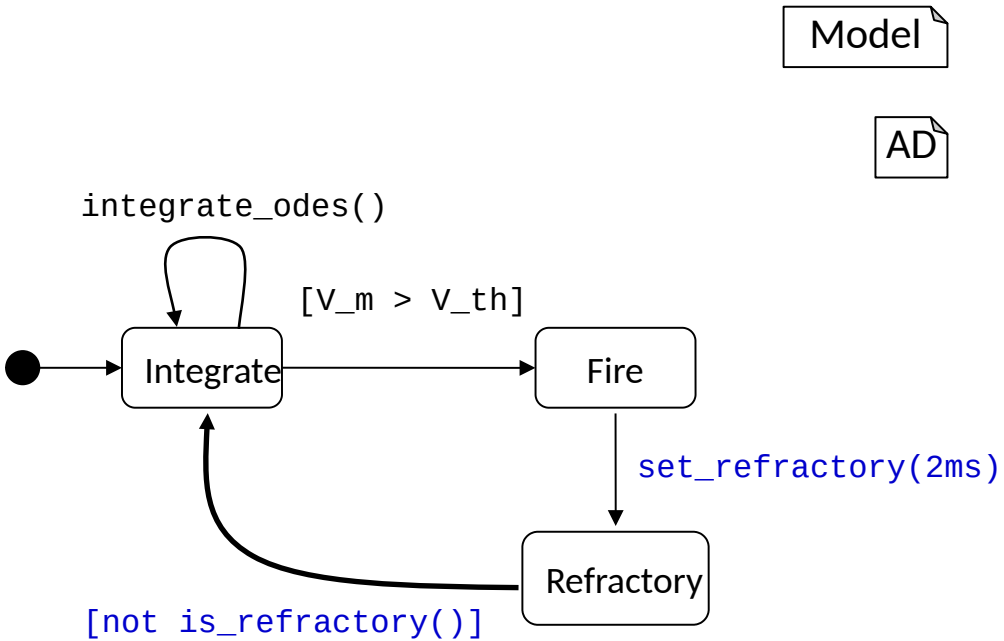 Model
AD
integrate_odes()
[V_m > V_th]
Integrate
Fire
set_refractory(2ms)
Refractory
[not is_refractory()]